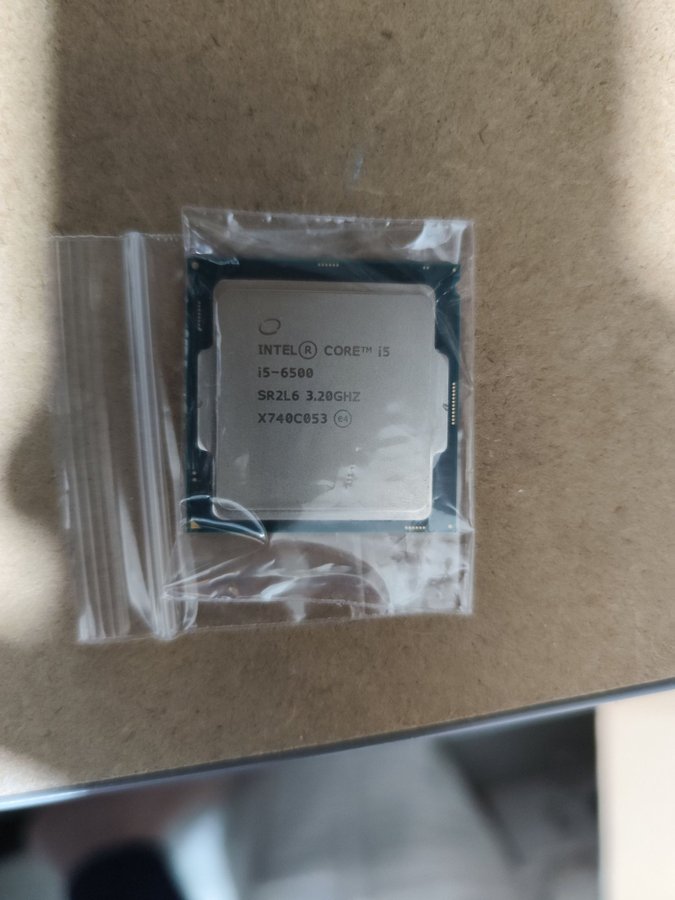 INTEL® CORE™ i5
i5-6500
SR2L6 3.20GHZ
X740C053 e4